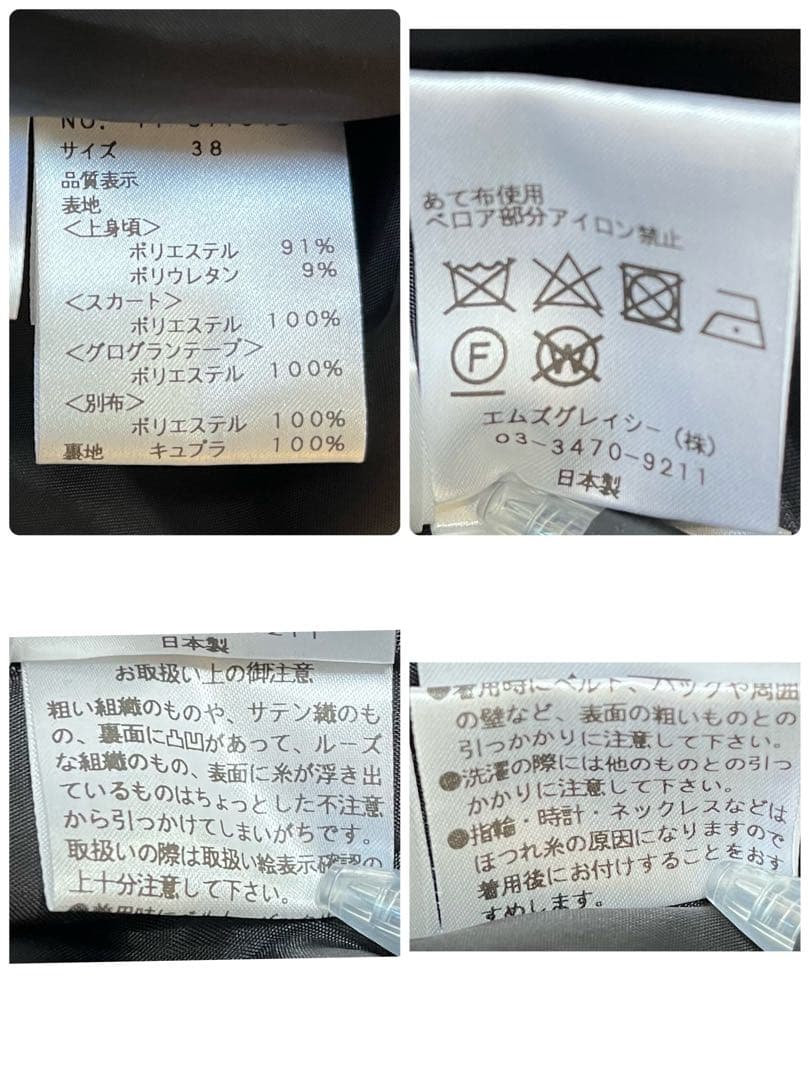 サイズ 38
品質表示
表地
<上身頃>
ポリエステル 91%
ポリウレタン 9%
<スカート>
ポリエステル 100%
<グログランテープ>
ポリエステル 100%
<別布>
ポリエステル 100%
裏地 キュプラ 100%
あて布使用
ベロア部分アイロン禁止
F W
エムズグレイシー(株)
03-3470-9211
日本製
日本製
お取扱い上の御注意
粗い組織のものや、サテン織のも
の、裏面に凸凹があって、ルーズ
な組織のもの、表面に糸が浮き出
ているものはちょっとした不注意
から引っかけてしまいがちです。
取扱いの際は取扱い絵表示確認の
上十分注意して下さい。
●着用時にベルト、バックや周囲
の壁など、表面の粗いものとの
引っかかりに注意して下さい。
●洗濯の際には他のものとの引っ
かかりに注意して下さい。
●指輪・時計・ネックレスなどは
ほつれ糸の原因になりますので
着用後にお付けすることをおす
すめします。